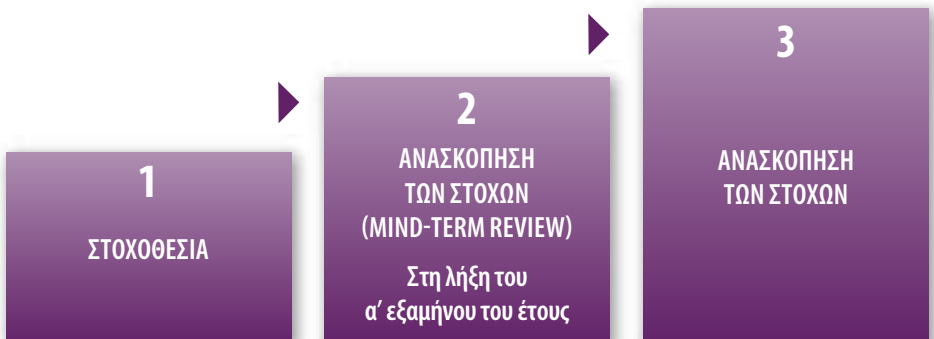 1
ΣΤΟΧΟΘΕΣΙΑ
2
ΑΝΑΣΚΟΠΗΣΗ
ΤΩΝ ΣΤΟΧΩΝ
(MIND-TERM REVIEW)
Στη λήξη του
α’ εξαμήνου του έτους
3
ΑΝΑΣΚΟΠΗΣΗ
ΤΩΝ ΣΤΟΧΩΝ